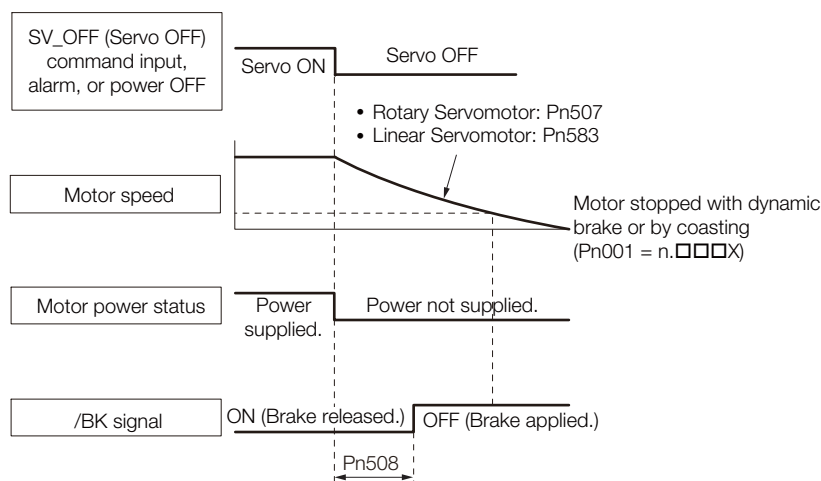 SV_OFF (Servo OFF)
command input,
alarm, or power OFF
Servo ON
Servo OFF
• Rotary Servomotor: Pn507
• Linear Servomotor: Pn583
Motor speed
Motor stopped with dynamic
brake or by coasting
(Pn001 = n.□□□X)
Motor power status
Power
supplied.
Power not supplied.
/BK signal
ON (Brake released.)
OFF (Brake applied.)
Pn508